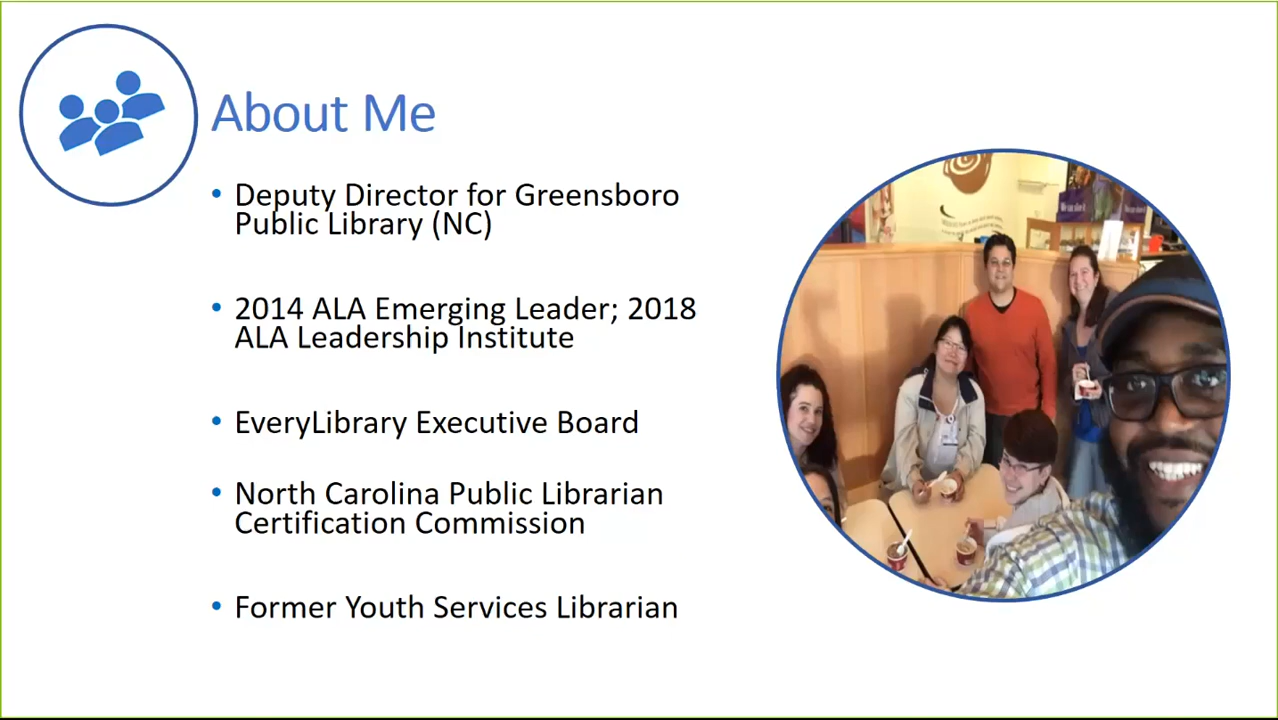 About Me
• Deputy Director for Greensboro
Public Library (NC)
• 2014 ALA Emerging Leader; 2018
ALA Leadership Institute
• EveryLibrary Executive Board
• North Carolina Public Librarian
Certification Commission
• Former Youth Services Librarian